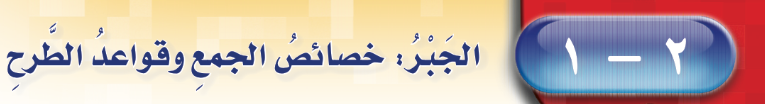 ٢ – ١ الجَبْرُ: خصائصُ الجمعِ وقواعدُ الطَّرحِ